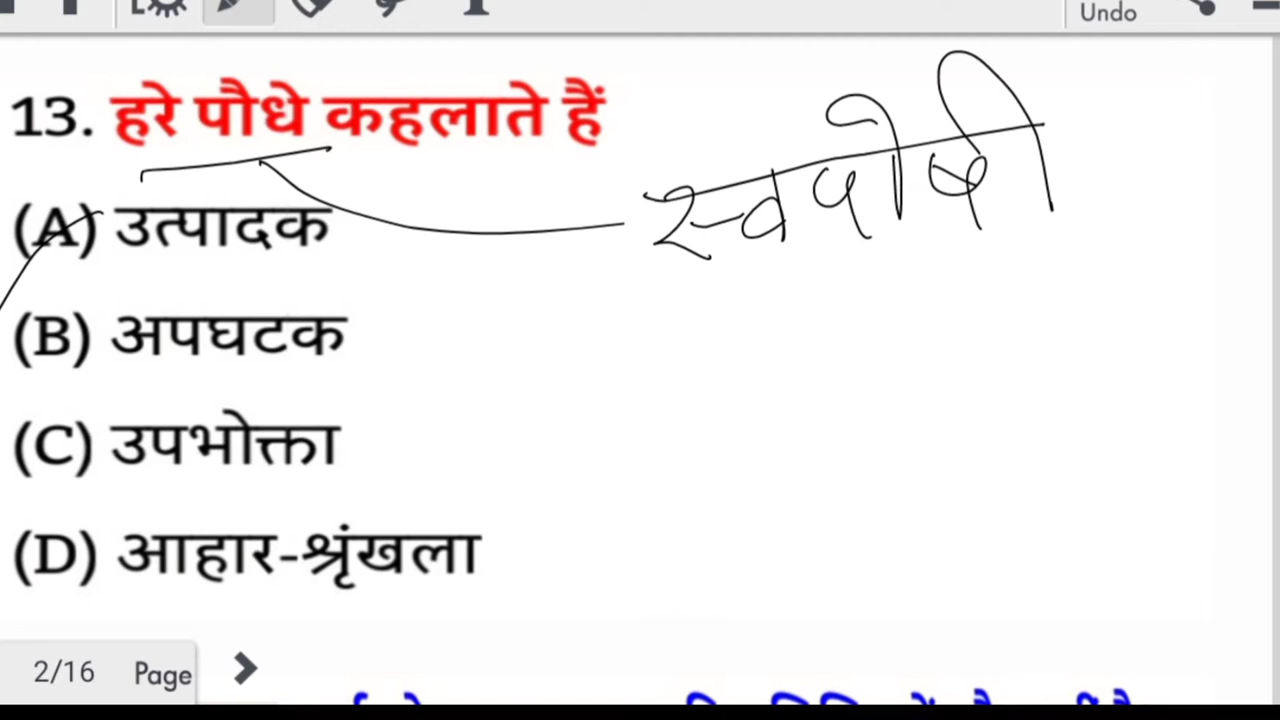 Undo
13. हरे पौधे कहलाते हैं
स्वपोषी
(A) उत्पादक
(B) अपघटक
(C) उपभोक्ता
(D) आहार-श्रृंखला
2/16 Page